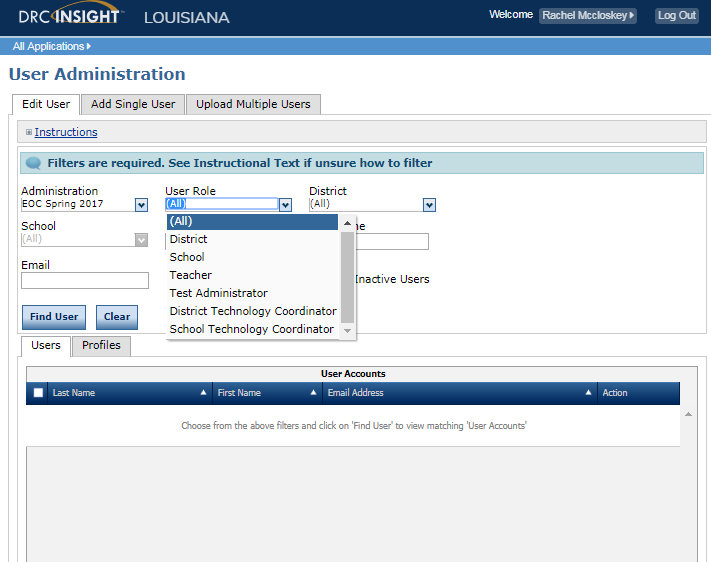 DRC INSIGHT LOUISIANA Welcome Rachel Mccloskey Log Out
All Applications
User Administration
Edit User Add Single User Upload Multiple Users
Instructions
Filters are required. See Instructional Text if unsure how to filter
Administration User Role District
EOC Spring 2017 (All) (All)
School
(All)
Email
(All)
District
School
Teacher
Test Administrator
District Technology Coordinator
School Technology Coordinator
Inactive Users
Find User Clear
Users Profiles
User Accounts
Last Name First Name Email Address Action
Choose from the above filters and click on 'Find User' to view matching 'User Accounts'